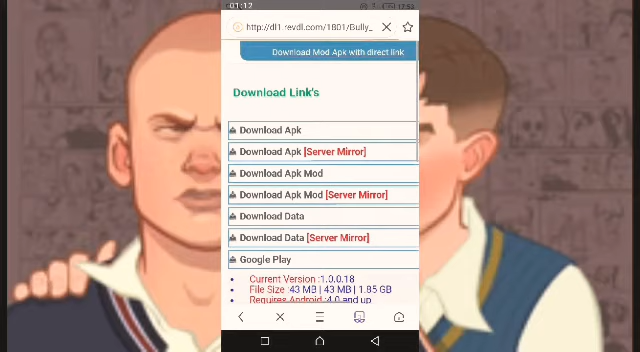 01:12
http://dl1.revdl.com/1801/Bully_
Download Mod Apk with direct link
Download Link's
Download Apk
Download Apk [Server Mirror]
Download Apk Mod
Download Apk Mod [Server Mirror]
Download Data
Download Data [Server Mirror]
Google Play
Current Version :1.0.0.18
File Size :43 MB | 43 MB | 1.85 GB
Requires Android :4.0 and up